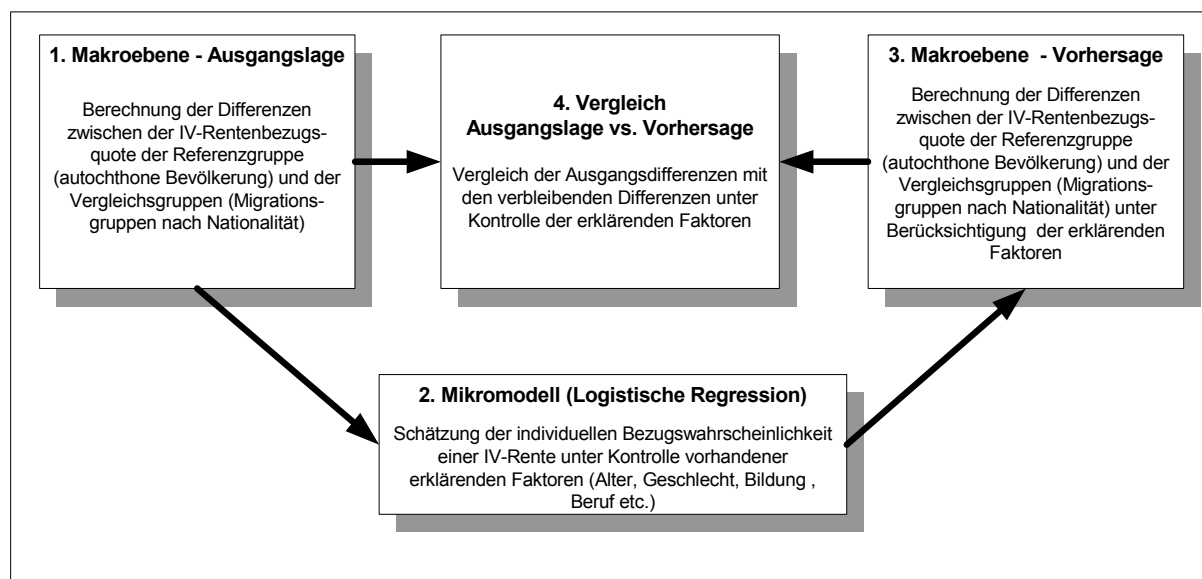 1. Makroebene - Ausgangslage
Berechnung der Differenzen
zwischen der IV-Rentenbezugs-
quote der Referenzgruppe
(autochthone Bevölkerung) und der
Vergleichsgruppen (Migrations-
gruppen nach Nationalität)
4. Vergleich
Ausgangslage vs. Vorhersage
Vergleich der Ausgangsdifferenzen mit
den verbleibenden Differenzen unter
Kontrolle der erklärenden Faktoren
3. Makroebene - Vorhersage
Berechnung der Differenzen
zwischen der IV-Rentenbezugs-
quote der Referenzgruppe
(autochthone Bevölkerung) und der
Vergleichsgruppen (Migrations-
gruppen nach Nationalität) unter
Berücksichtigung der erklärenden
Faktoren
2. Mikromodell (Logistische Regression)
Schätzung der individuellen Bezugswahrscheinlichkeit
einer IV-Rente unter Kontrolle vorhandener
erklärenden Faktoren (Alter, Geschlecht, Bildung ,
Beruf etc.)